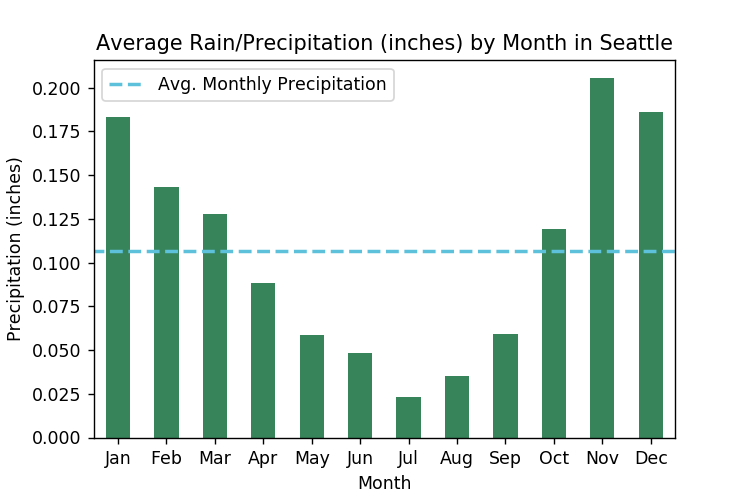 Average Rain/Precipitation (inches) by Month in Seattle
Avg. Monthly Precipitation
Precipitation (inches)
0.200
0.175
0.150
0.125
0.100
0.075
0.050
0.025
0.000
Jan Feb Mar Apr May Jun Jul Aug Sep Oct Nov Dec
Month